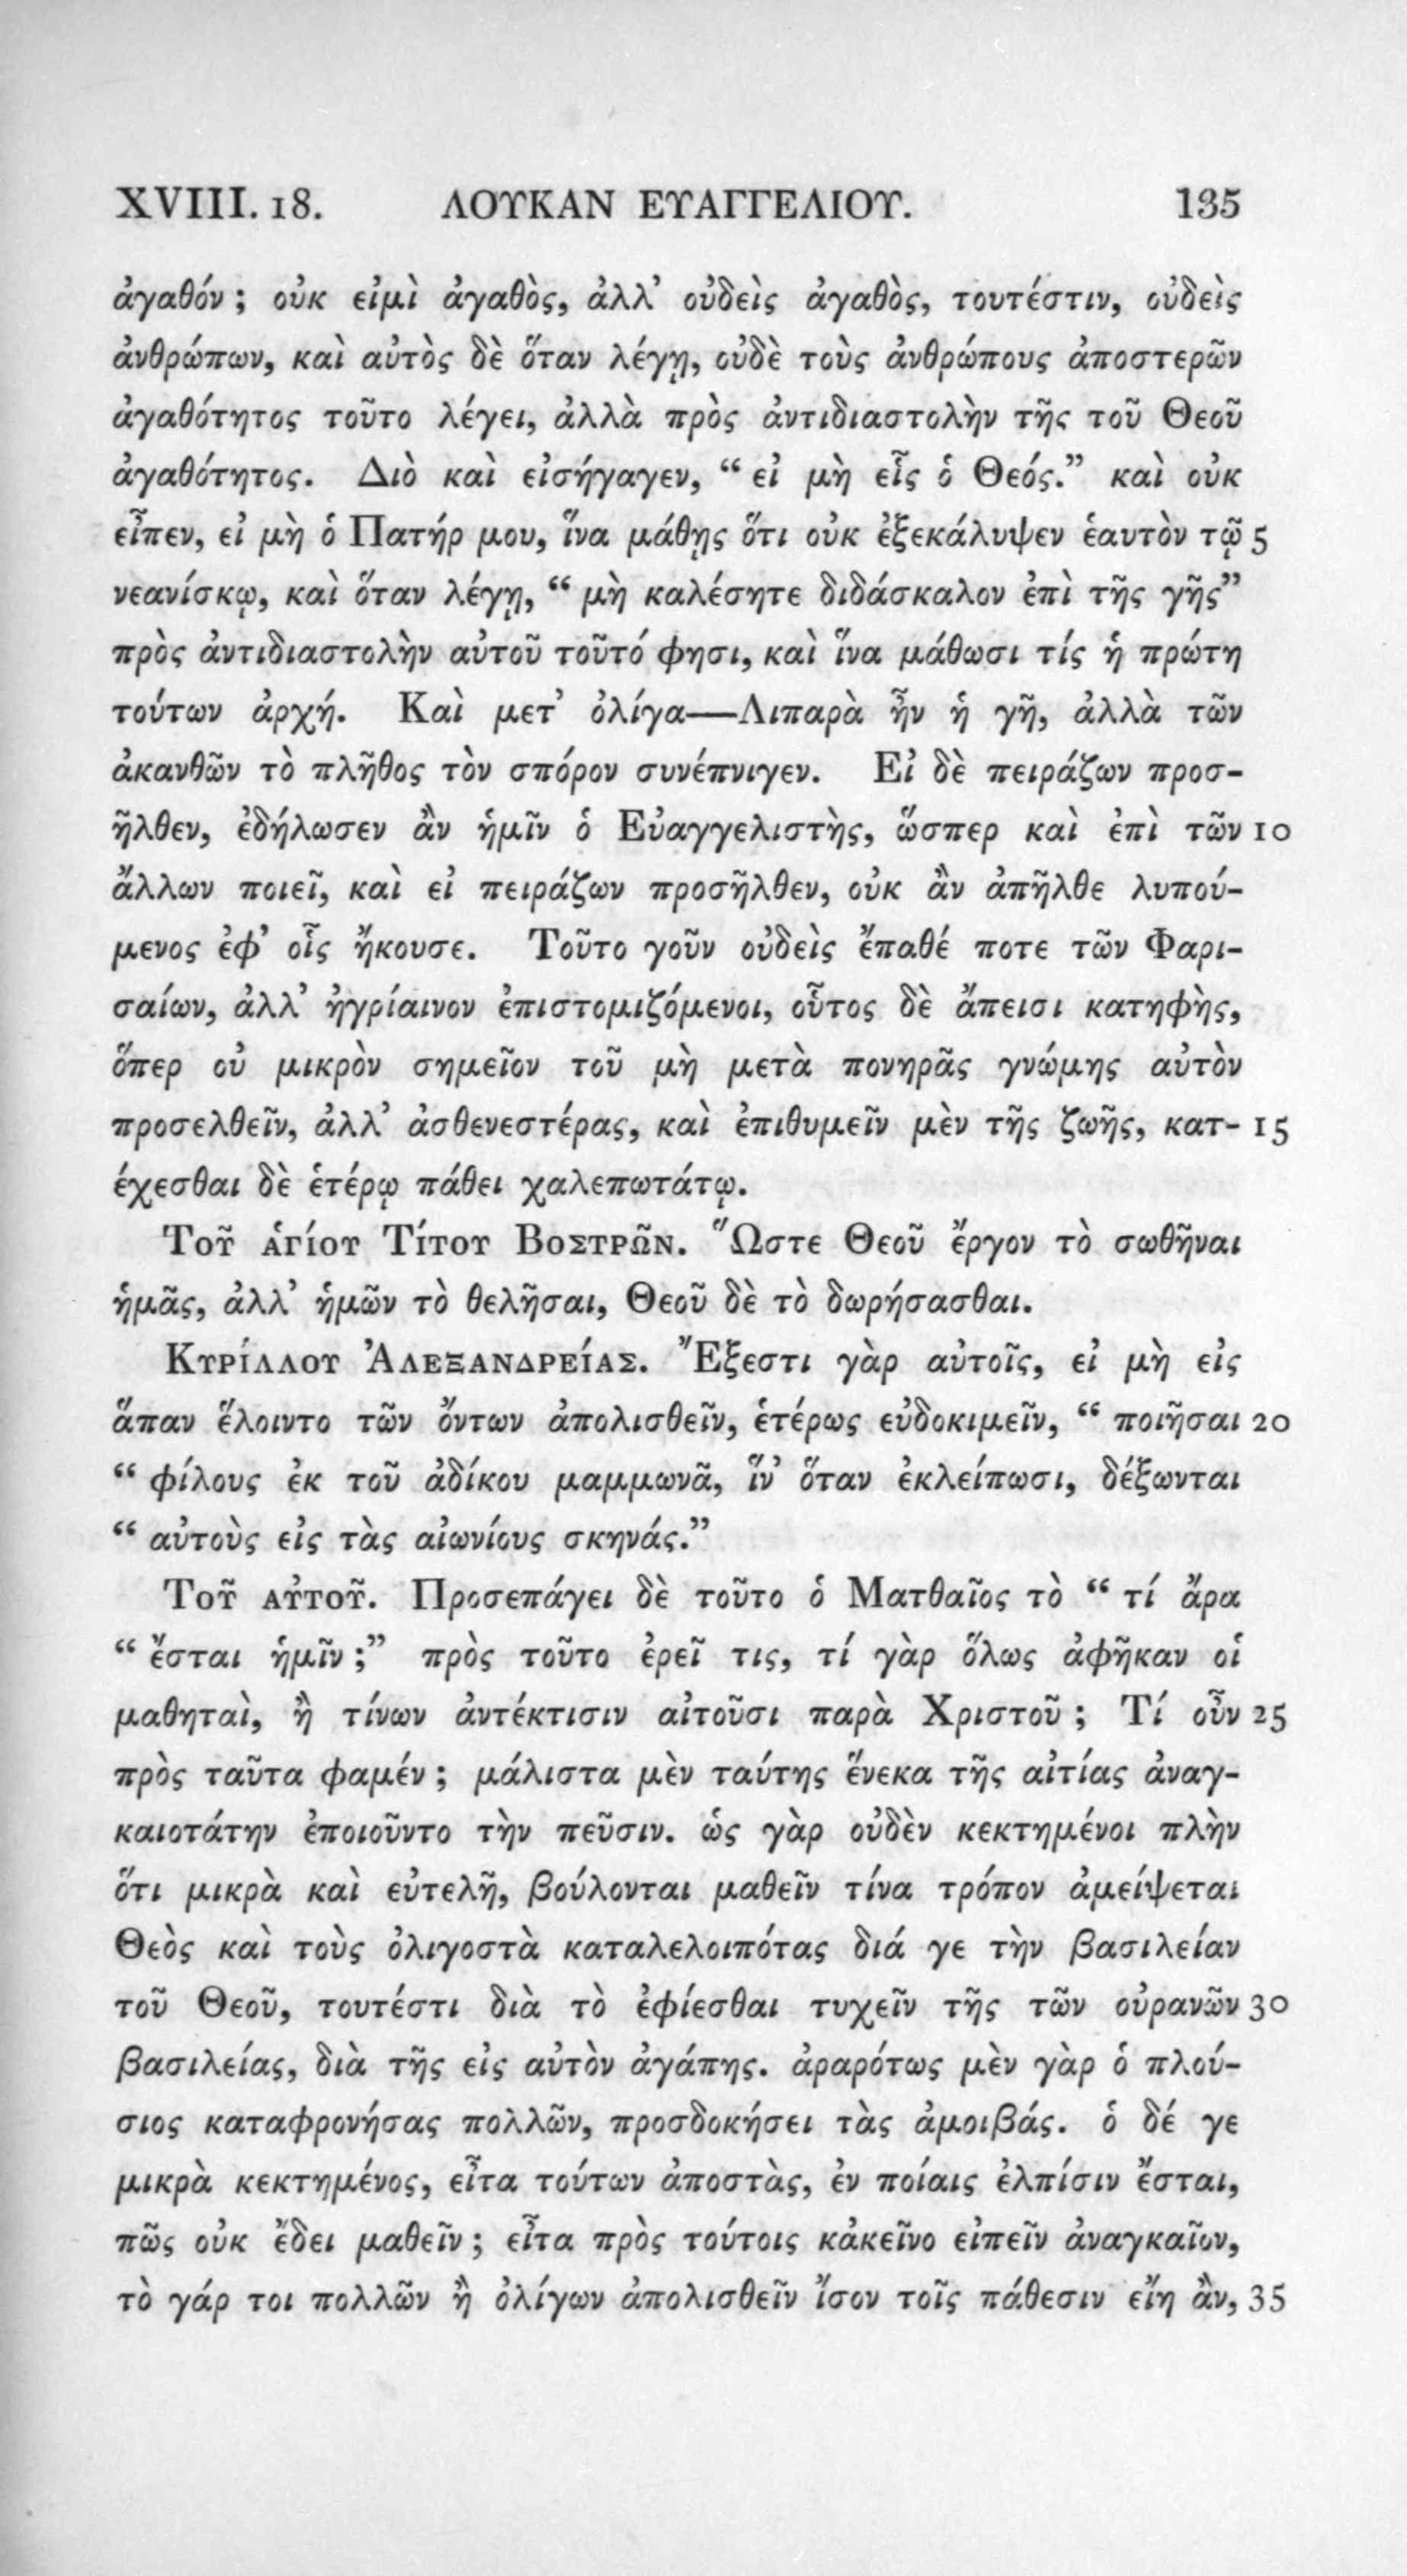 XVIII. 18. ΛΟΥΚΑΝ ΕΥΑΓΓΕΛΙΟΥ. 135
ἀγαθόν ; οὐκ εἰμὶ ἀγαθὸς, ἀλλ’ οὐδεὶς ἀγαθὸς, τουτέστιν, οὐδεὶς
ἀνθρώπων, καὶ αὐτὸς δὲ ὅταν λέγῃ, οὐδὲ τοὺς ἀνθρώπους ἀποστερῶν
ἀγαθότητος τοῦτο λέγει, ἀλλὰ πρὸς ἀντιδιαστολὴν τῆς τοῦ Θεοῦ
ἀγαθότητος. Διὸ καὶ εἰσήγαγεν, “ εἰ μὴ εἷς ὁ Θεός.” καὶ οὐκ
εἶπεν, εἰ μὴ ὁ Πατήρ μου, ἵνα μάθῃς ὅτι οὐκ ἐξεκάλυψεν ἑαυτὸν τῷ 5
νεανίσκῳ, καὶ ὅταν λέγῃ, “ μὴ καλέσητε διδάσκαλον ἐπὶ τῆς γῆς”
πρὸς ἀντιδιαστολὴν αὐτοῦ τοῦτό φησι, καὶ ἵνα μάθωσι τίς ἡ πρώτη
τούτων ἀρχή. Καὶ μετ’ ὀλίγα—Λιπαρὰ ἦν ἡ γῆ, ἀλλὰ τῶν
ἀκανθῶν τὸ πλῆθος τὸν σπόρον συνέπνιγεν. Εἰ δὲ πειράζων προσ-
ῆλθεν, ἐδήλωσεν ἂν ἡμῖν ὁ Εὐαγγελιστὴς, ὥσπερ καὶ ἐπὶ τῶν 10
ἄλλων ποιεῖ, καὶ εἰ πειράζων προσῆλθεν, οὐκ ἂν ἀπῆλθε λυπού-
μενος ἐφ’ οἷς ἤκουσε. Τοῦτο γοῦν οὐδεὶς ἔπαθέ ποτε τῶν Φαρι-
σαίων, ἀλλ’ ἠγρίαινον ἐπιστομιζόμενοι, οὗτος δὲ ἄπεισι κατηφὴς,
ὅπερ οὐ μικρὸν σημεῖον τοῦ μὴ μετὰ πονηρᾶς γνώμης αὐτὸν
προσελθεῖν, ἀλλ’ ἀσθενεστέρας, καὶ ἐπιθυμεῖν μὲν τῆς ζωῆς, κατ- 15
έχεσθαι δὲ ἑτέρῳ πάθει χαλεπωτάτῳ.
Τοῦ ἁγίου Τίτου Βοστρῶν. Ὥστε Θεοῦ ἔργον τὸ σωθῆναι
ἡμᾶς, ἀλλ’ ἡμῶν τὸ θελῆσαι, Θεοῦ δὲ τὸ δωρήσασθαι.
Κυρίλλου Ἀλεξανδρείας. Ἔξεστι γὰρ αὐτοῖς, εἰ μὴ εἰς
ἅπαν ἕλοιντο τῶν ὄντων ἀπολισθεῖν, ἑτέρως εὐδοκιμεῖν, “ ποιῆσαι 20
“ φίλους ἐκ τοῦ ἀδίκου μαμμωνᾶ, ἵν’ ὅταν ἐκλείπωσι, δέξωνται
“ αὐτοὺς εἰς τὰς αἰωνίους σκηνάς.”
Τοῦ αὐτοῦ. Προσεπάγει δὲ τοῦτο ὁ Ματθαῖος τὸ “ τί ἄρα
“ ἔσται ἡμῖν ;” πρὸς τοῦτο ἐρεῖ τις, τί γὰρ ὅλως ἀφῆκαν οἱ
μαθηταὶ, ἢ τίνων ἀντέκτισιν αἰτοῦσι παρὰ Χριστοῦ ; Τί οὖν 25
πρὸς ταῦτα φαμέν ; μάλιστα μὲν ταύτης ἕνεκα τῆς αἰτίας ἀναγ-
καιοτάτην ἐποιοῦντο τὴν πεῦσιν. ὡς γὰρ οὐδὲν κεκτημένοι πλὴν
ὅτι μικρὰ καὶ εὐτελῆ, βούλονται μαθεῖν τίνα τρόπον ἀμείψεται
Θεὸς καὶ τοὺς ὀλιγοστὰ καταλελοιπότας διά γε τὴν βασιλείαν
τοῦ Θεοῦ, τουτέστι διὰ τὸ ἐφίεσθαι τυχεῖν τῆς τῶν οὐρανῶν 30
βασιλείας, διὰ τῆς εἰς αὐτὸν ἀγάπης. ἀραρότως μὲν γὰρ ὁ πλού-
σιος καταφρονήσας πολλῶν, προσδοκήσει τὰς ἀμοιβάς. ὁ δέ γε
μικρὰ κεκτημένος, εἶτα τούτων ἀποστὰς, ἐν ποίαις ἐλπίσιν ἔσται,
πῶς οὐκ ἔδει μαθεῖν ; εἶτα πρὸς τούτοις κἀκεῖνο εἰπεῖν ἀναγκαῖον,
τὸ γάρ τοι πολλῶν ἢ ὀλίγων ἀπολισθεῖν ἴσον τοῖς πάθεσιν εἴη ἂν, 35